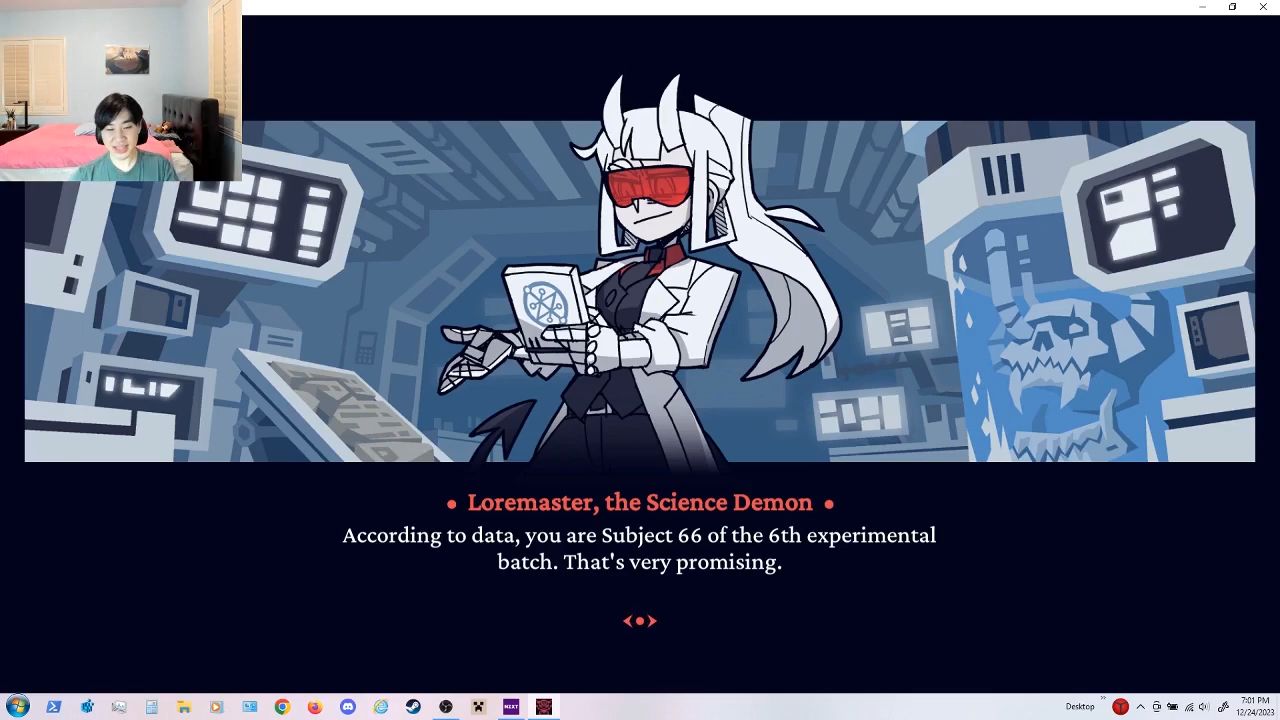 • Loremaster, the Science Demon •
According to data, you are Subject 66 of the 6th experimental
batch. That's very promising.
NZXT
Desktop
7:01 PM
12/24/2023